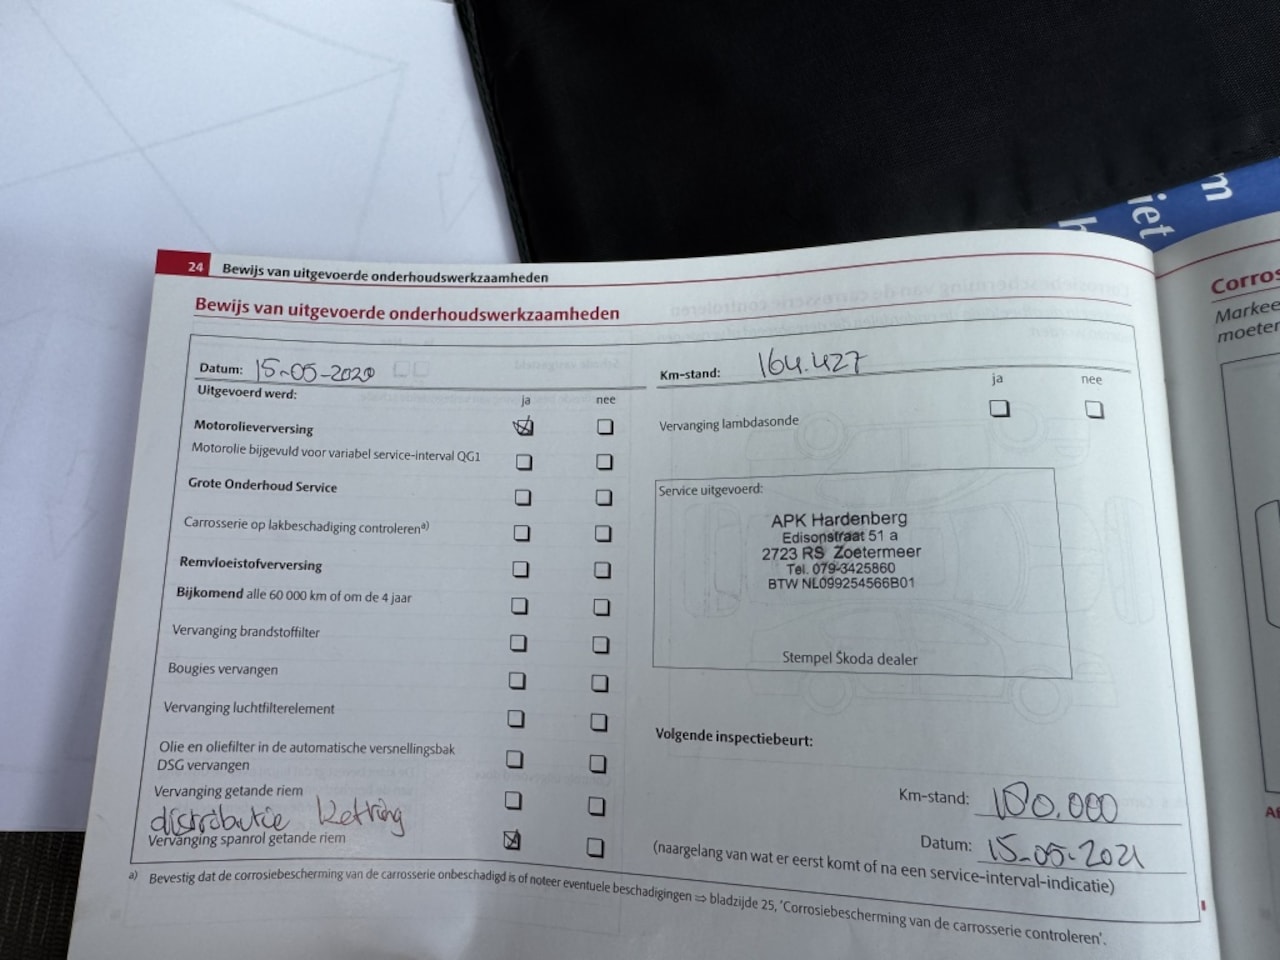 m
iet
h
24 Bewijs van uitgevoerde onderhoudswerkzaamheden
Bewijs van uitgevoerde onderhoudswerkzaamheden
Datum: 15-05-2020
Km-stand: 164.427
Uitgevoerd werd:
ja nee
ja nee
Motorolieverversing
Vervanging lambdasonde
Motorolie bijgevuld voor variabel service-interval QG1
Grote Onderhoud Service
Carrosserie op lakbeschadiging controleren a)
Remvloeistofverversing
Bijkomend alle 60 000 km of om de 4 jaar
Vervanging brandstoffilter
Bougies vervangen
Vervanging luchtfilterelement
Olie en oliefilter in de automatische versnellingsbak
DSG vervangen
Vervanging getande riem
distributie ketting
Vervanging spanrol getande riem
Service uitgevoerd:
APK Hardenberg
Edisonstraat 51 a
2723 RS Zoetermeer
Tel. 079-3425860
BTW NL099254566B01
Stempel Škoda dealer
Volgende inspectiebeurt:
Km-stand: 180.000
Datum: 15-05-2021
(naargelang van wat er eerst komt of na een service-interval-indicatie)
a) Bevestig dat de corrosiebescherming van de carrosserie onbeschadigd is of noteer eventuele beschadigingen ⇒ bladzijde 25, 'Corrosiebescherming van de carrosserie controleren'.
Corros
Markee
moeten